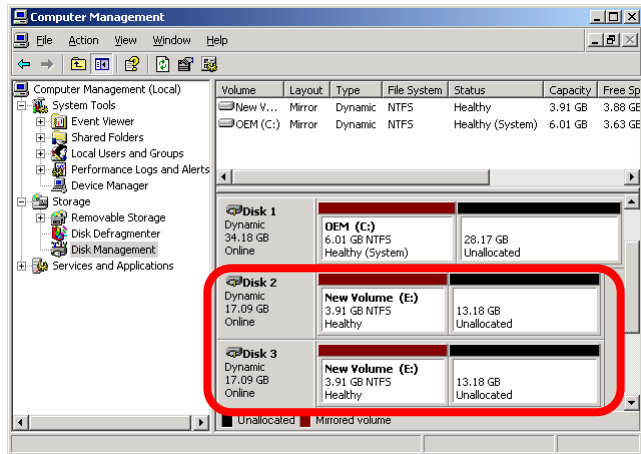 Computer Management
File Action View Window Help
Computer Management (Local)
System Tools
Event Viewer
Shared Folders
Local Users and Groups
Performance Logs and Alerts
Device Manager
Storage
Removable Storage
Disk Defragmenter
Disk Management
Services and Applications
Volume Layout Type File System Status Capacity Free Sp
New V... Mirror Dynamic NTFS Healthy 3.91 GB 3.88 GB
OEM (C:) Mirror Dynamic NTFS Healthy (System) 6.01 GB 3.63 GB
Disk 1
Dynamic
34.18 GB
Online
OEM (C:)
6.01 GB NTFS
Healthy (System)
28.17 GB
Unallocated
Disk 2
Dynamic
17.09 GB
Online
New Volume (E:)
3.91 GB NTFS
Healthy
13.18 GB
Unallocated
Disk 3
Dynamic
17.09 GB
Online
New Volume (E:)
3.91 GB NTFS
Healthy
13.18 GB
Unallocated
Unallocated Mirrored volume